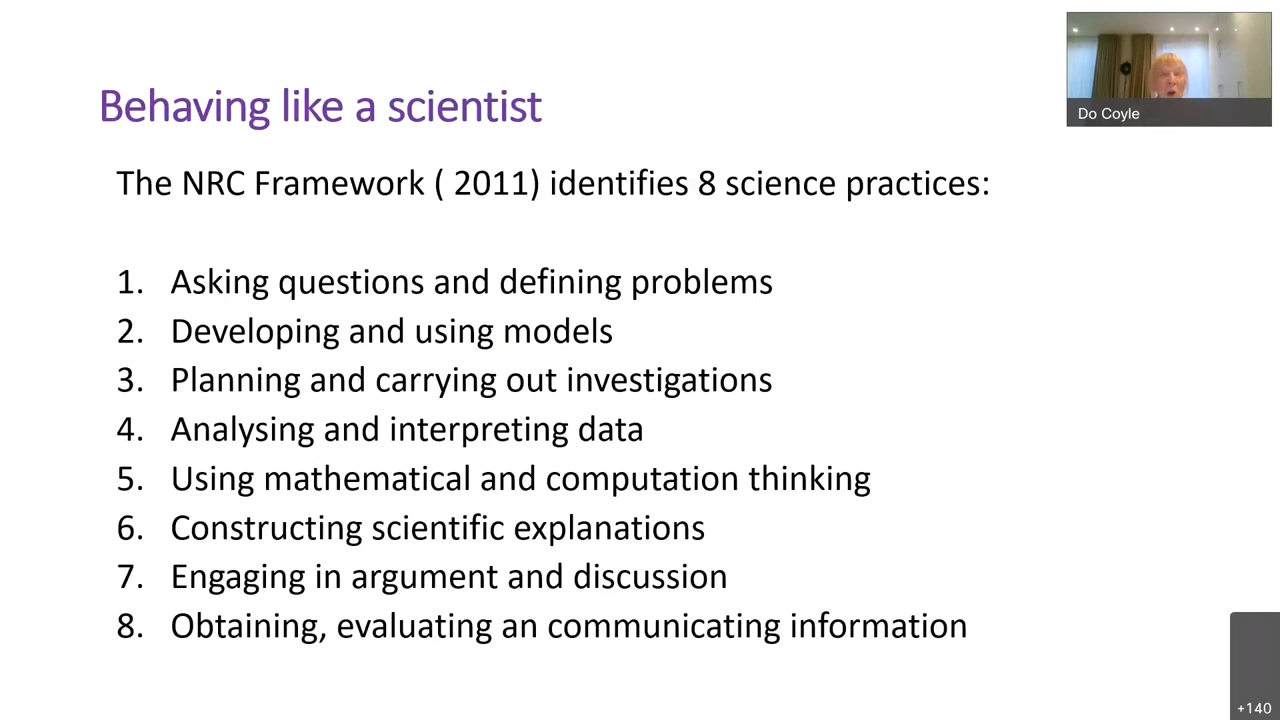 Behaving like a scientist
Do Coyle
The NRC Framework ( 2011) identifies 8 science practices:
1. Asking questions and defining problems
2. Developing and using models
3. Planning and carrying out investigations
4. Analysing and interpreting data
5. Using mathematical and computation thinking
6. Constructing scientific explanations
7. Engaging in argument and discussion
8. Obtaining, evaluating an communicating information
+140